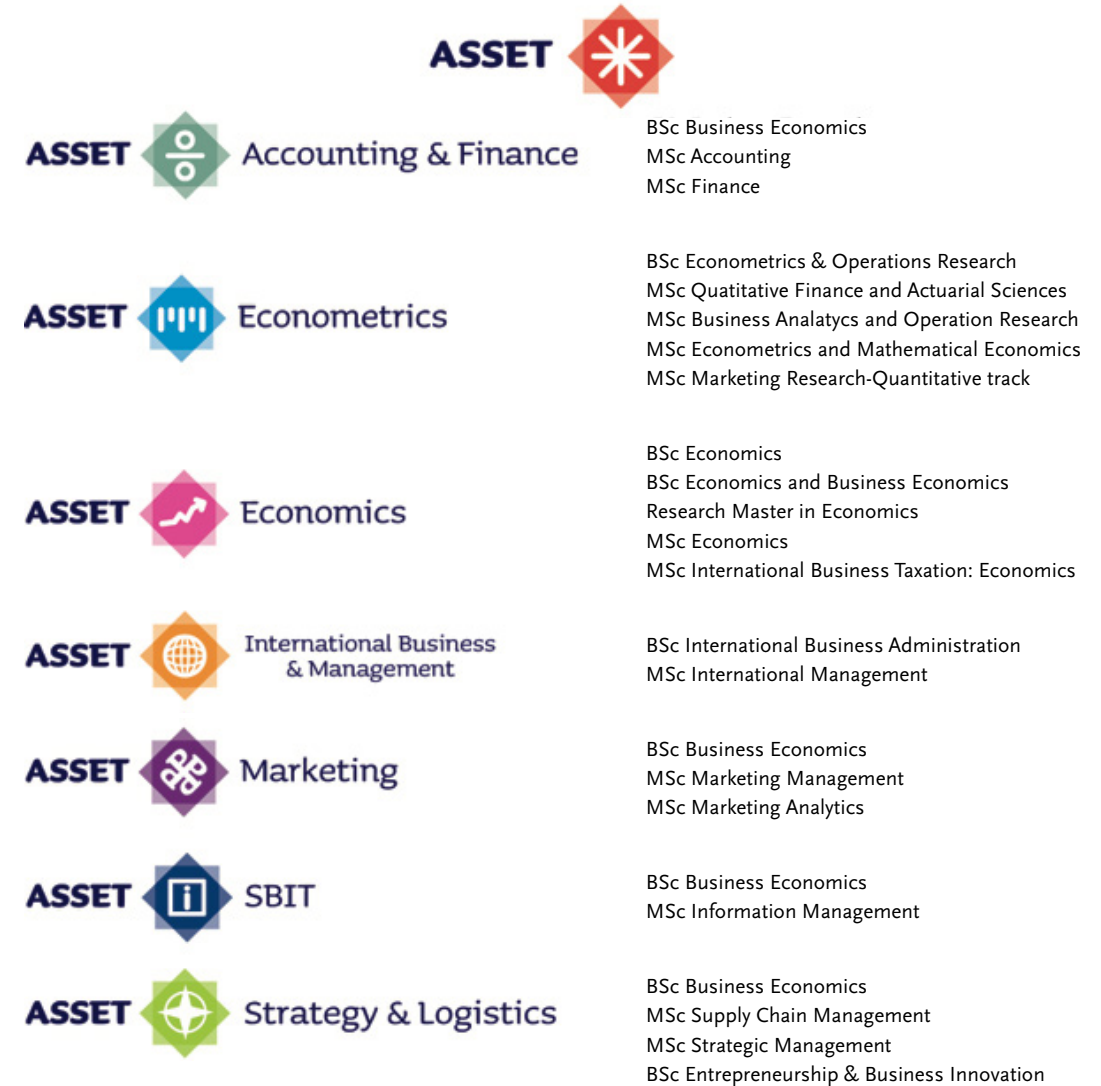 ASSET
ASSET Accounting & Finance
BSc Business Economics
MSc Accounting
MSc Finance
ASSET Econometrics
BSc Econometrics & Operations Research
MSc Quatitative Finance and Actuarial Sciences
MSc Business Analatycs and Operation Research
MSc Econometrics and Mathematical Economics
MSc Marketing Research-Quantitative track
ASSET Economics
BSc Economics
BSc Economics and Business Economics
Research Master in Economics
MSc Economics
MSc International Business Taxation: Economics
ASSET International Business
& Management
BSc International Business Administration
MSc International Management
ASSET Marketing
BSc Business Economics
MSc Marketing Management
MSc Marketing Analytics
ASSET SBIT
BSc Business Economics
MSc Information Management
ASSET Strategy & Logistics
BSc Business Economics
MSc Supply Chain Management
MSc Strategic Management
BSc Entrepreneurship & Business Innovation